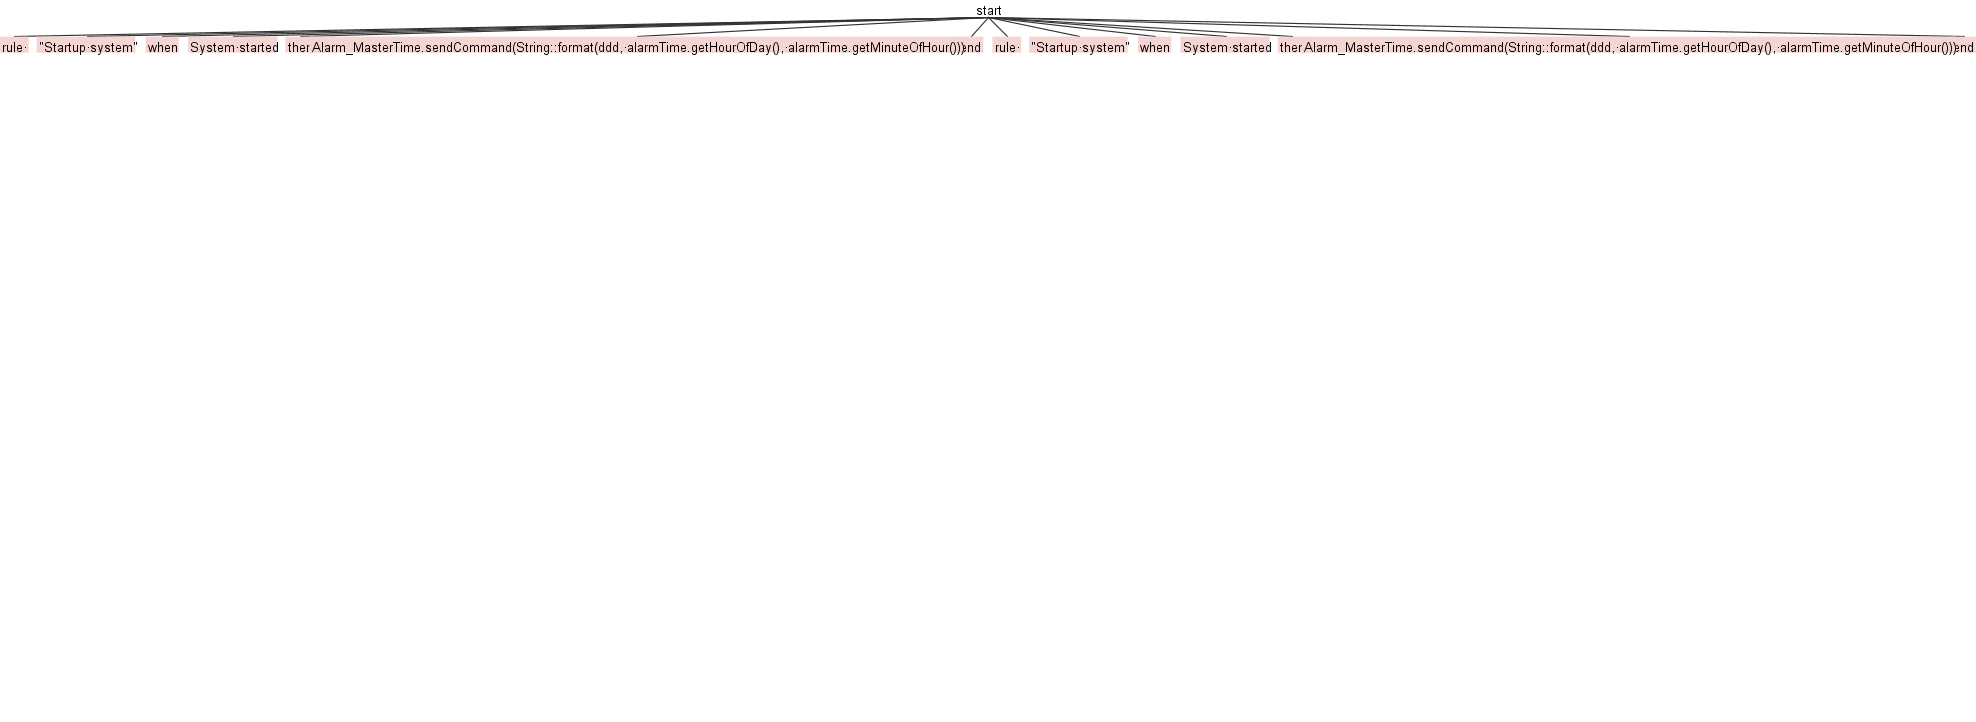 start
rule· "Startup·system" when System·started ther Alarm_MasterTime.sendCommand(String::format(ddd,·alarmTime.getHourOfDay(),·alarmTime.getMinuteOfHour())) end rule· "Startup·system" when System·started ther Alarm_MasterTime.sendCommand(String::format(ddd,·alarmTime.getHourOfDay(),·alarmTime.getMinuteOfHour())) end